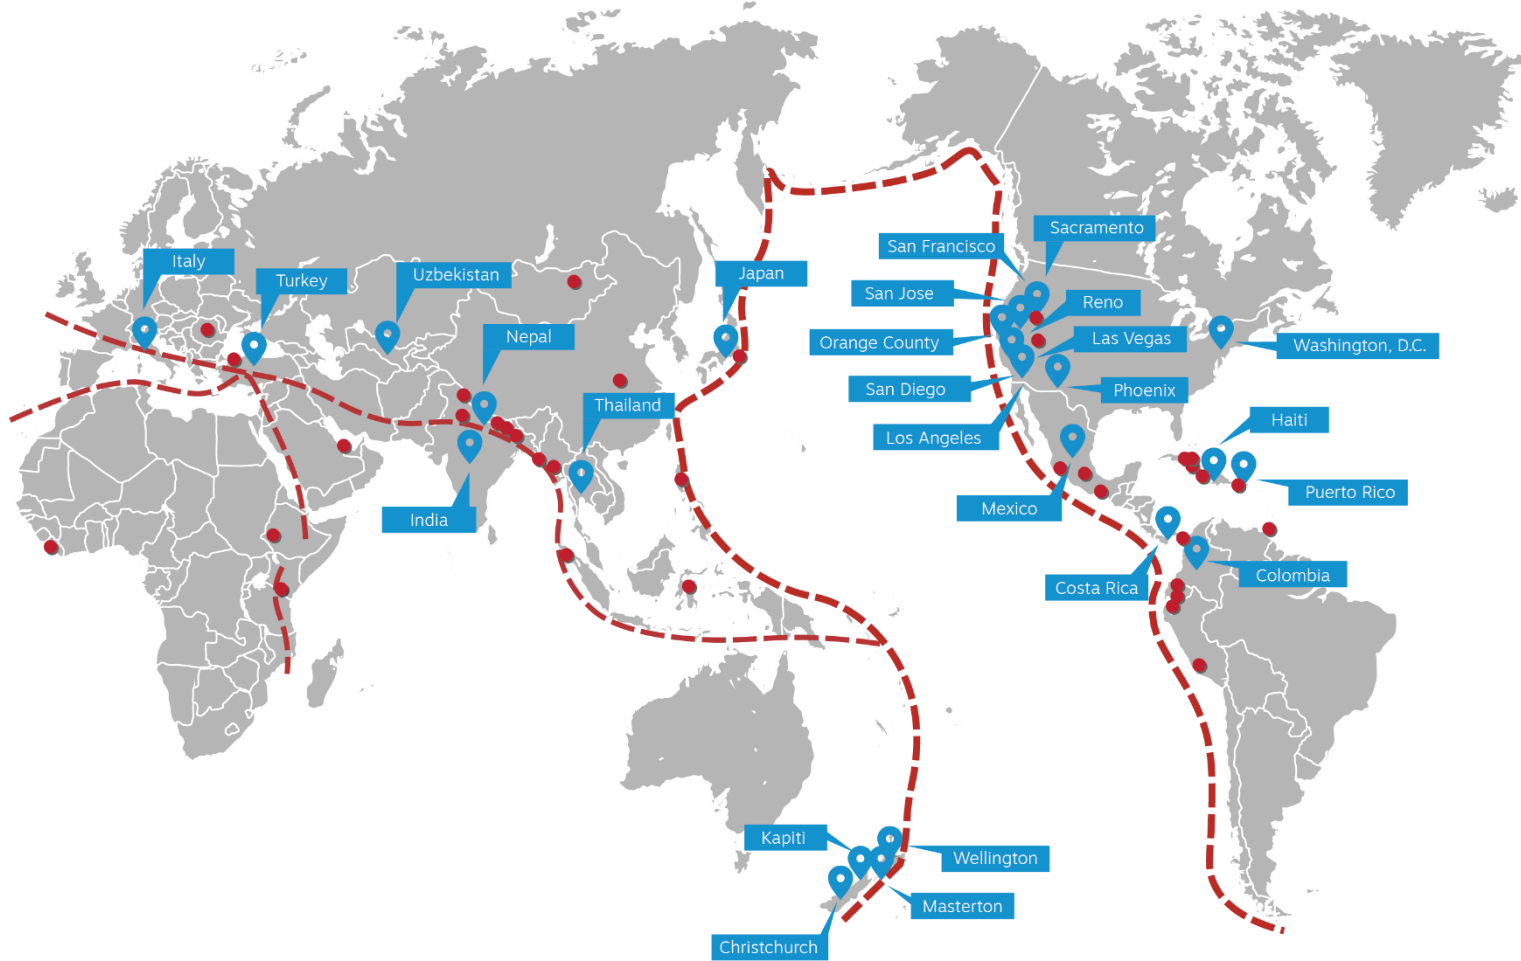 Italy
Turkey
Uzbekistan
Nepal
Thailand
India
Japan
Sacramento
San Francisco
San Jose
Reno
Orange County
Las Vegas
Washington, D.C.
San Diego
Phoenix
Los Angeles
Haiti
Mexico
Puerto Rico
Costa Rica
Colombia
Kapiti
Wellington
Masterton
Christchurch